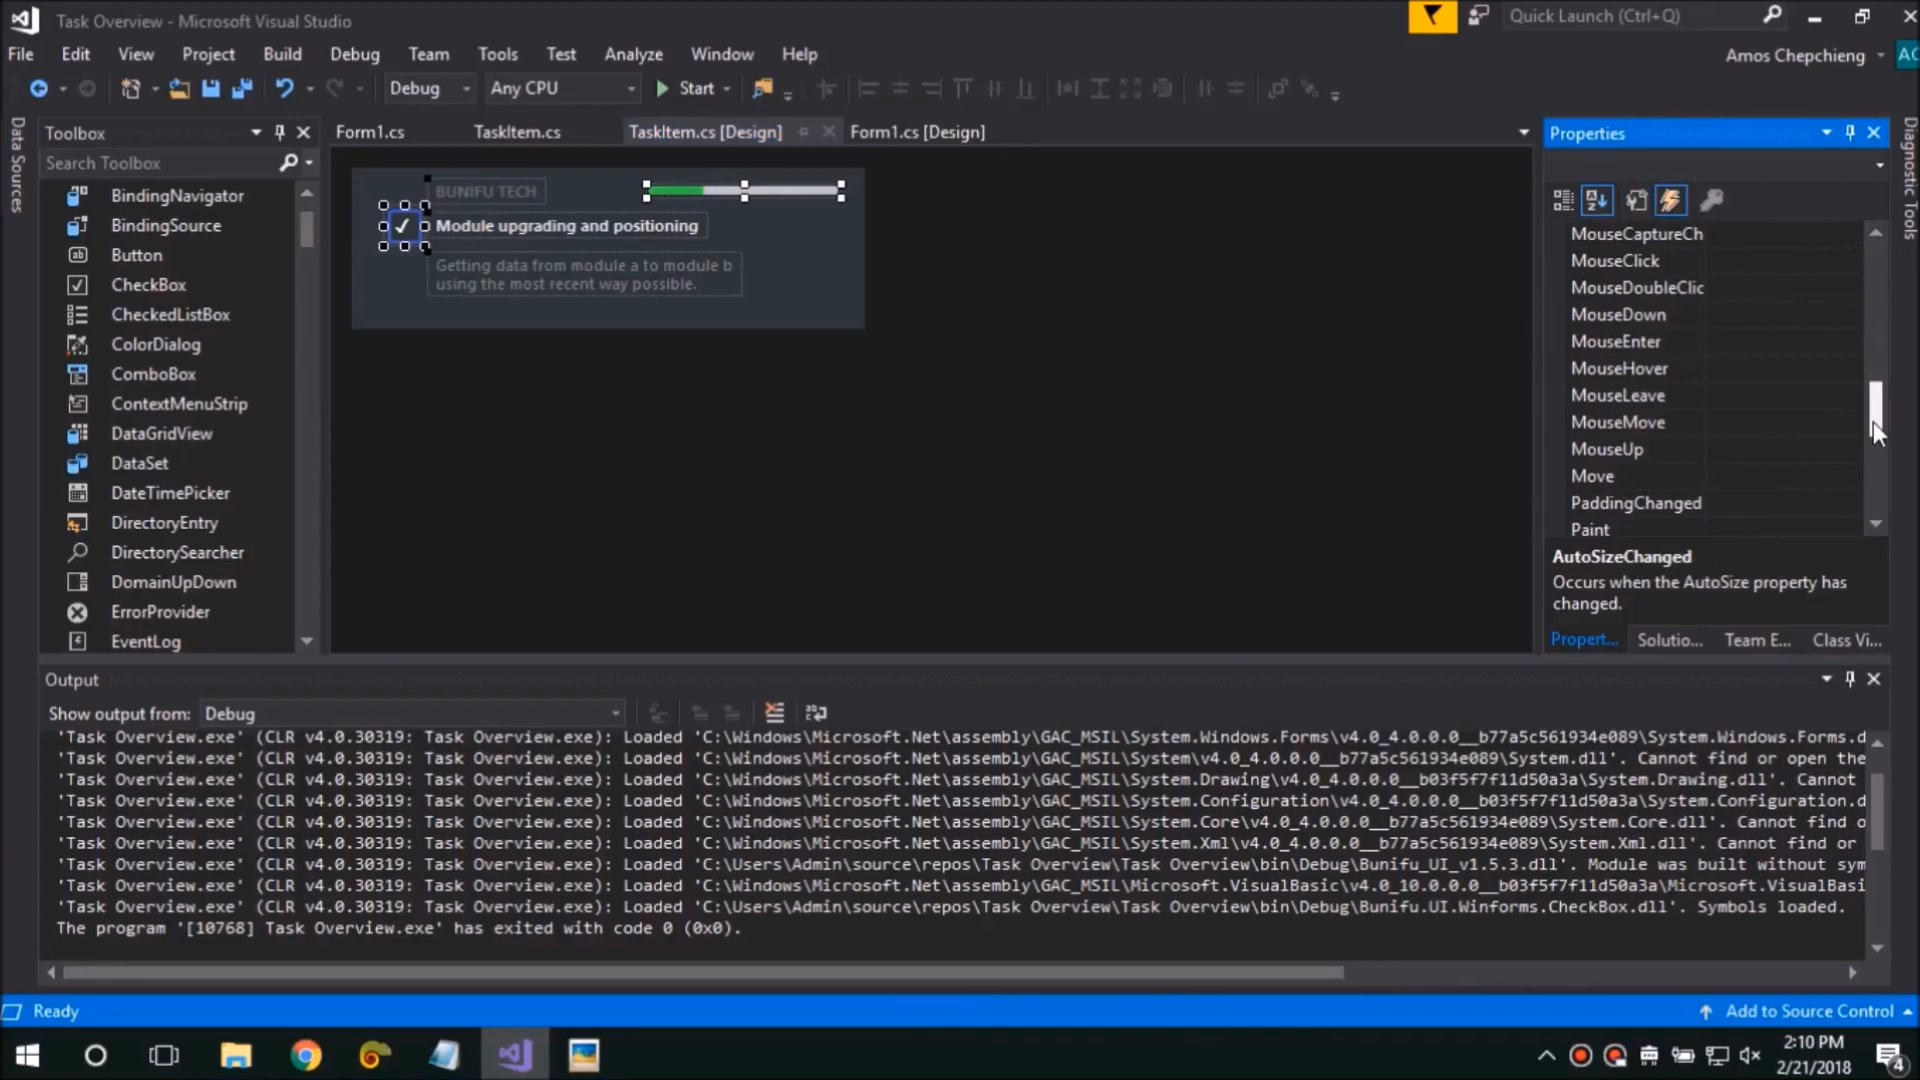 Task Overview - Microsoft Visual Studio
Quick Launch (Ctrl+Q)
File Edit View Project Build Debug Team Tools Test Analyze Window Help
Amos Chepchieng
AC
Debug Any CPU Start
Data Sources
Toolbox
Search Toolbox
BindingNavigator
BindingSource
Button
CheckBox
CheckedListBox
ColorDialog
ComboBox
ContextMenuStrip
DataGridView
DataSet
DateTimePicker
DirectoryEntry
DirectorySearcher
DomainUpDown
ErrorProvider
EventLog
Form1.cs TaskItem.cs TaskItem.cs [Design] Form1.cs [Design]
BUNIFU TECH
Module upgrading and positioning
Getting data from module a to module b
using the most recent way possible.
Properties
MouseCaptureCh
MouseClick
MouseDoubleClic
MouseDown
MouseEnter
MouseHover
MouseLeave
MouseMove
MouseUp
Move
PaddingChanged
Paint
AutoSizeChanged
Occurs when the AutoSize property has
changed.
Propert... Solutio... Team E... Class Vi...
Diagnostic Tools
Output
Show output from: Debug
'Task Overview.exe' (CLR v4.0.30319: Task Overview.exe): Loaded 'C:\Windows\Microsoft.Net\assembly\GAC_MSIL\System.Windows.Forms\v4.0_4.0.0.0__b77a5c561934e089\System.Windows.Forms.d
'Task Overview.exe' (CLR v4.0.30319: Task Overview.exe): Loaded 'C:\Windows\Microsoft.Net\assembly\GAC_MSIL\System\v4.0_4.0.0.0__b77a5c561934e089\System.dll'. Cannot find or open the
'Task Overview.exe' (CLR v4.0.30319: Task Overview.exe): Loaded 'C:\Windows\Microsoft.Net\assembly\GAC_MSIL\System.Drawing\v4.0_4.0.0.0__b03f5f7f11d50a3a\System.Drawing.dll'. Cannot
'Task Overview.exe' (CLR v4.0.30319: Task Overview.exe): Loaded 'C:\Windows\Microsoft.Net\assembly\GAC_MSIL\System.Configuration\v4.0_4.0.0.0__b03f5f7f11d50a3a\System.Configuration.d
'Task Overview.exe' (CLR v4.0.30319: Task Overview.exe): Loaded 'C:\Windows\Microsoft.Net\assembly\GAC_MSIL\System.Core\v4.0_4.0.0.0__b77a5c561934e089\System.Core.dll'. Cannot find o
'Task Overview.exe' (CLR v4.0.30319: Task Overview.exe): Loaded 'C:\Windows\Microsoft.Net\assembly\GAC_MSIL\System.Xml\v4.0_4.0.0.0__b77a5c561934e089\System.Xml.dll'. Cannot find or
'Task Overview.exe' (CLR v4.0.30319: Task Overview.exe): Loaded 'C:\Users\Admin\source\repos\Task Overview\Task Overview\bin\Debug\Bunifu_UI_v1.5.3.dll'. Module was built without sym
'Task Overview.exe' (CLR v4.0.30319: Task Overview.exe): Loaded 'C:\Windows\Microsoft.Net\assembly\GAC_MSIL\Microsoft.VisualBasic\v4.0_10.0.0.0__b03f5f7f11d50a3a\Microsoft.VisualBasi
'Task Overview.exe' (CLR v4.0.30319: Task Overview.exe): Loaded 'C:\Users\Admin\source\repos\Task Overview\Task Overview\bin\Debug\Bunifu.UI.Winforms.CheckBox.dll'. Symbols loaded.
The program '[10768] Task Overview.exe' has exited with code 0 (0x0).
Ready
Add to Source Control
2:10 PM
2/21/2018
4